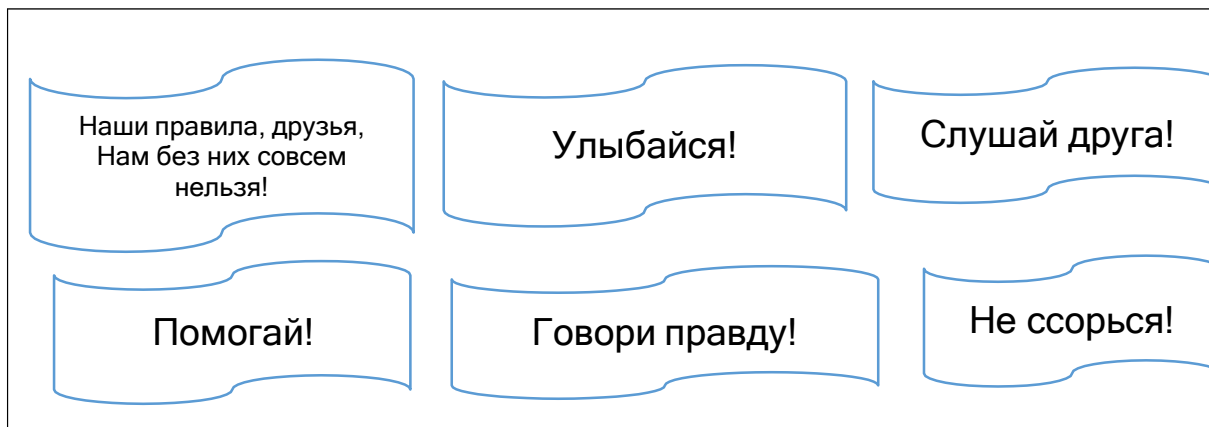 Наши правила, друзья,
Нам без них совсем
нельзя!
Улыбайся!
Слушай друга!
Помогай!
Говори правду!
Не ссорься!